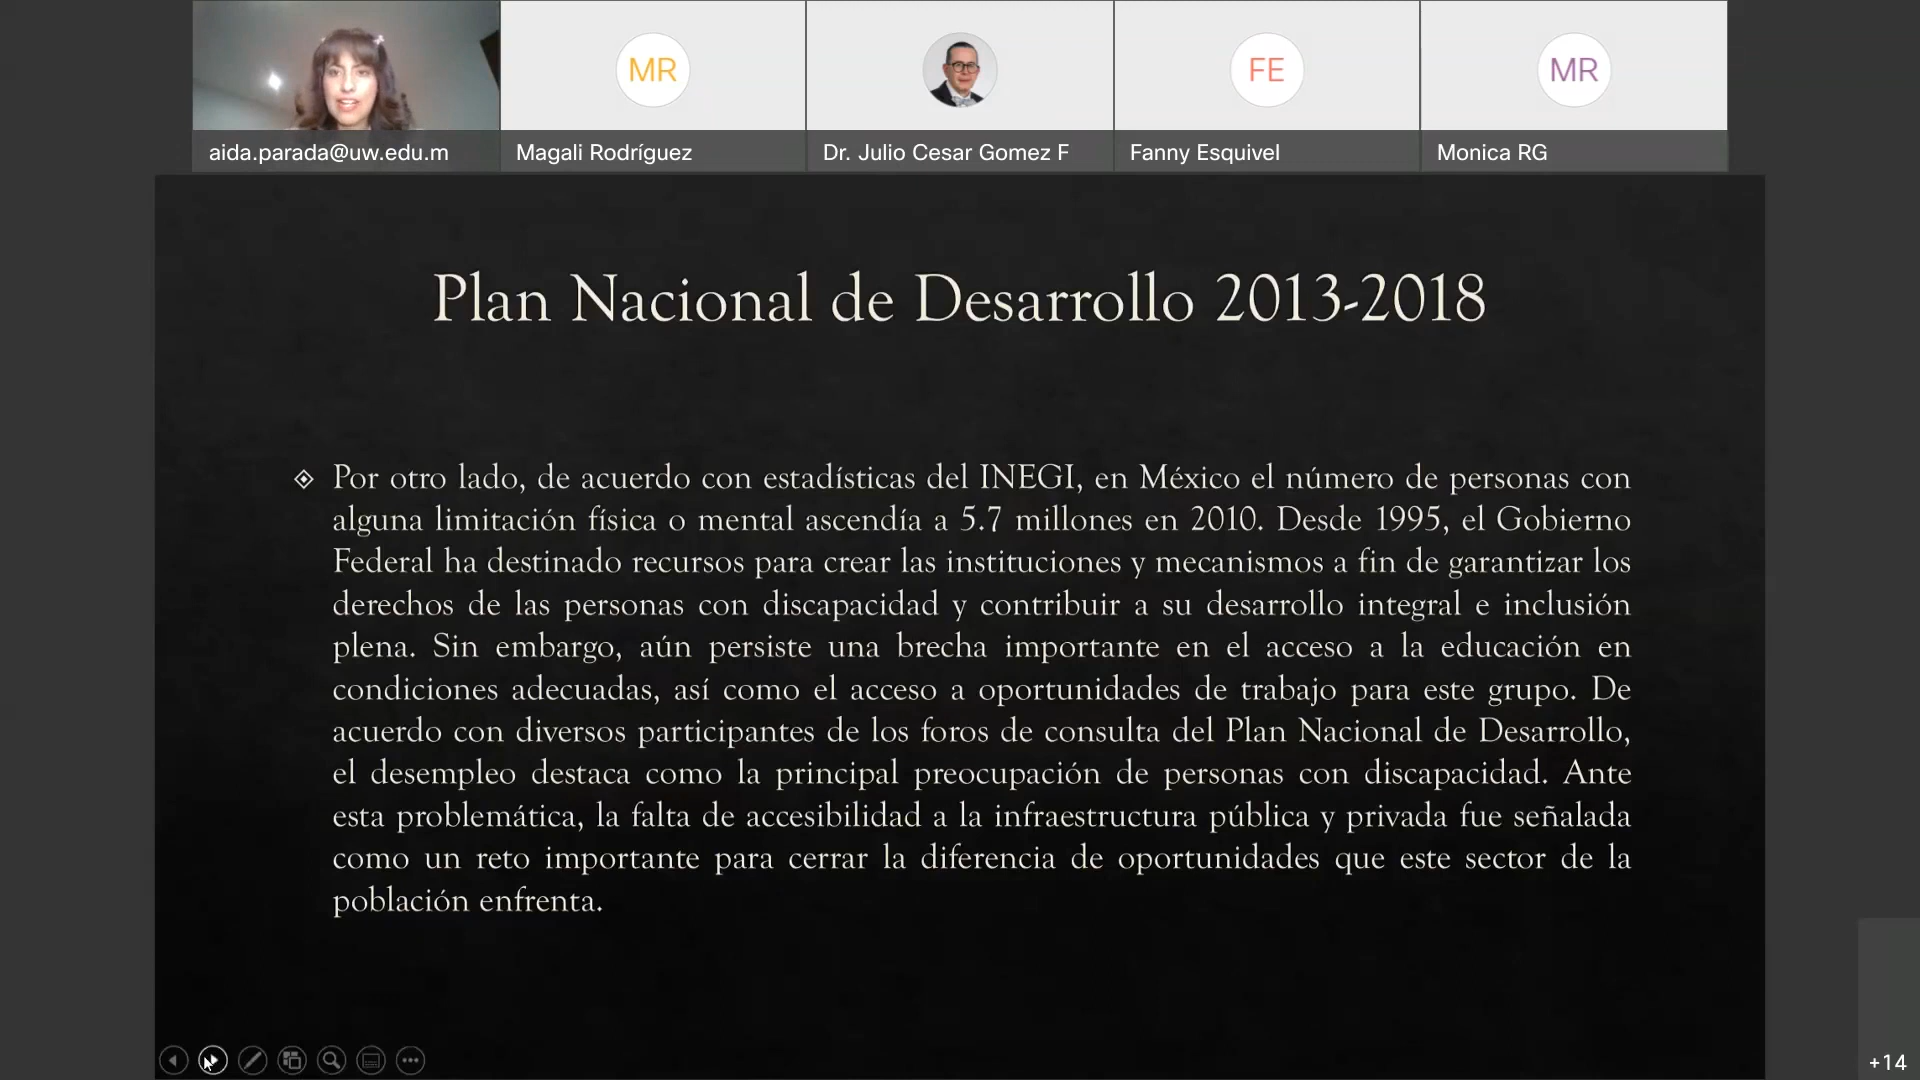 MR
FE
MR
aida.parada@uw.edu.m
Magali Rodríguez
Dr. Julio Cesar Gomez F
Fanny Esquivel
Monica RG
Plan Nacional de Desarrollo 2013-2018
Por otro lado, de acuerdo con estadísticas del INEGI, en México el número de personas con
alguna limitación física o mental ascendía a 5.7 millones en 2010. Desde 1995, el Gobierno
Federal ha destinado recursos para crear las instituciones y mecanismos a fin de garantizar los
derechos de las personas con discapacidad y contribuir a su desarrollo integral e inclusión
plena. Sin embargo, aún persiste una brecha importante en el acceso a la educación en
condiciones adecuadas, así como el acceso a oportunidades de trabajo para este grupo. De
acuerdo con diversos participantes de los foros de consulta del Plan Nacional de Desarrollo,
el desempleo destaca como la principal preocupación de personas con discapacidad. Ante
esta problemática, la falta de accesibilidad a la infraestructura pública y privada fue señalada
como un reto importante para cerrar la diferencia de oportunidades que este sector de la
población enfrenta.
+14